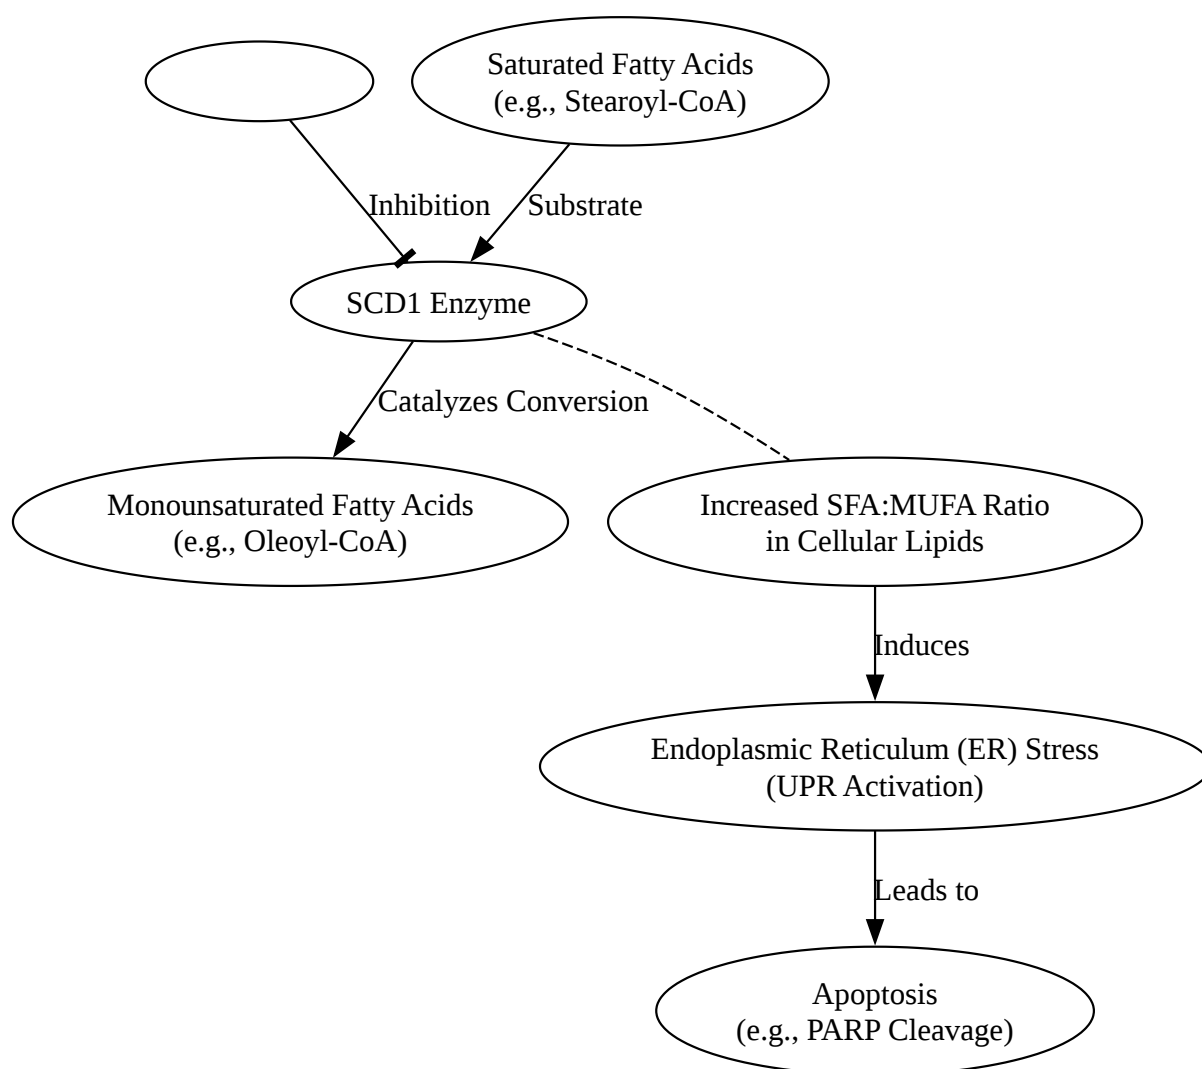 Saturated Fatty Acids
(e.g., Stearoyl-CoA)
Inhibition
Substrate
SCD1 Enzyme
Catalyzes Conversion
Monounsaturated Fatty Acids
(e.g., Oleoyl-CoA)
Increased SFA:MUFA Ratio
in Cellular Lipids
Induces
Endoplasmic Reticulum (ER) Stress
(UPR Activation)
Leads to
Apoptosis
(e.g., PARP Cleavage)